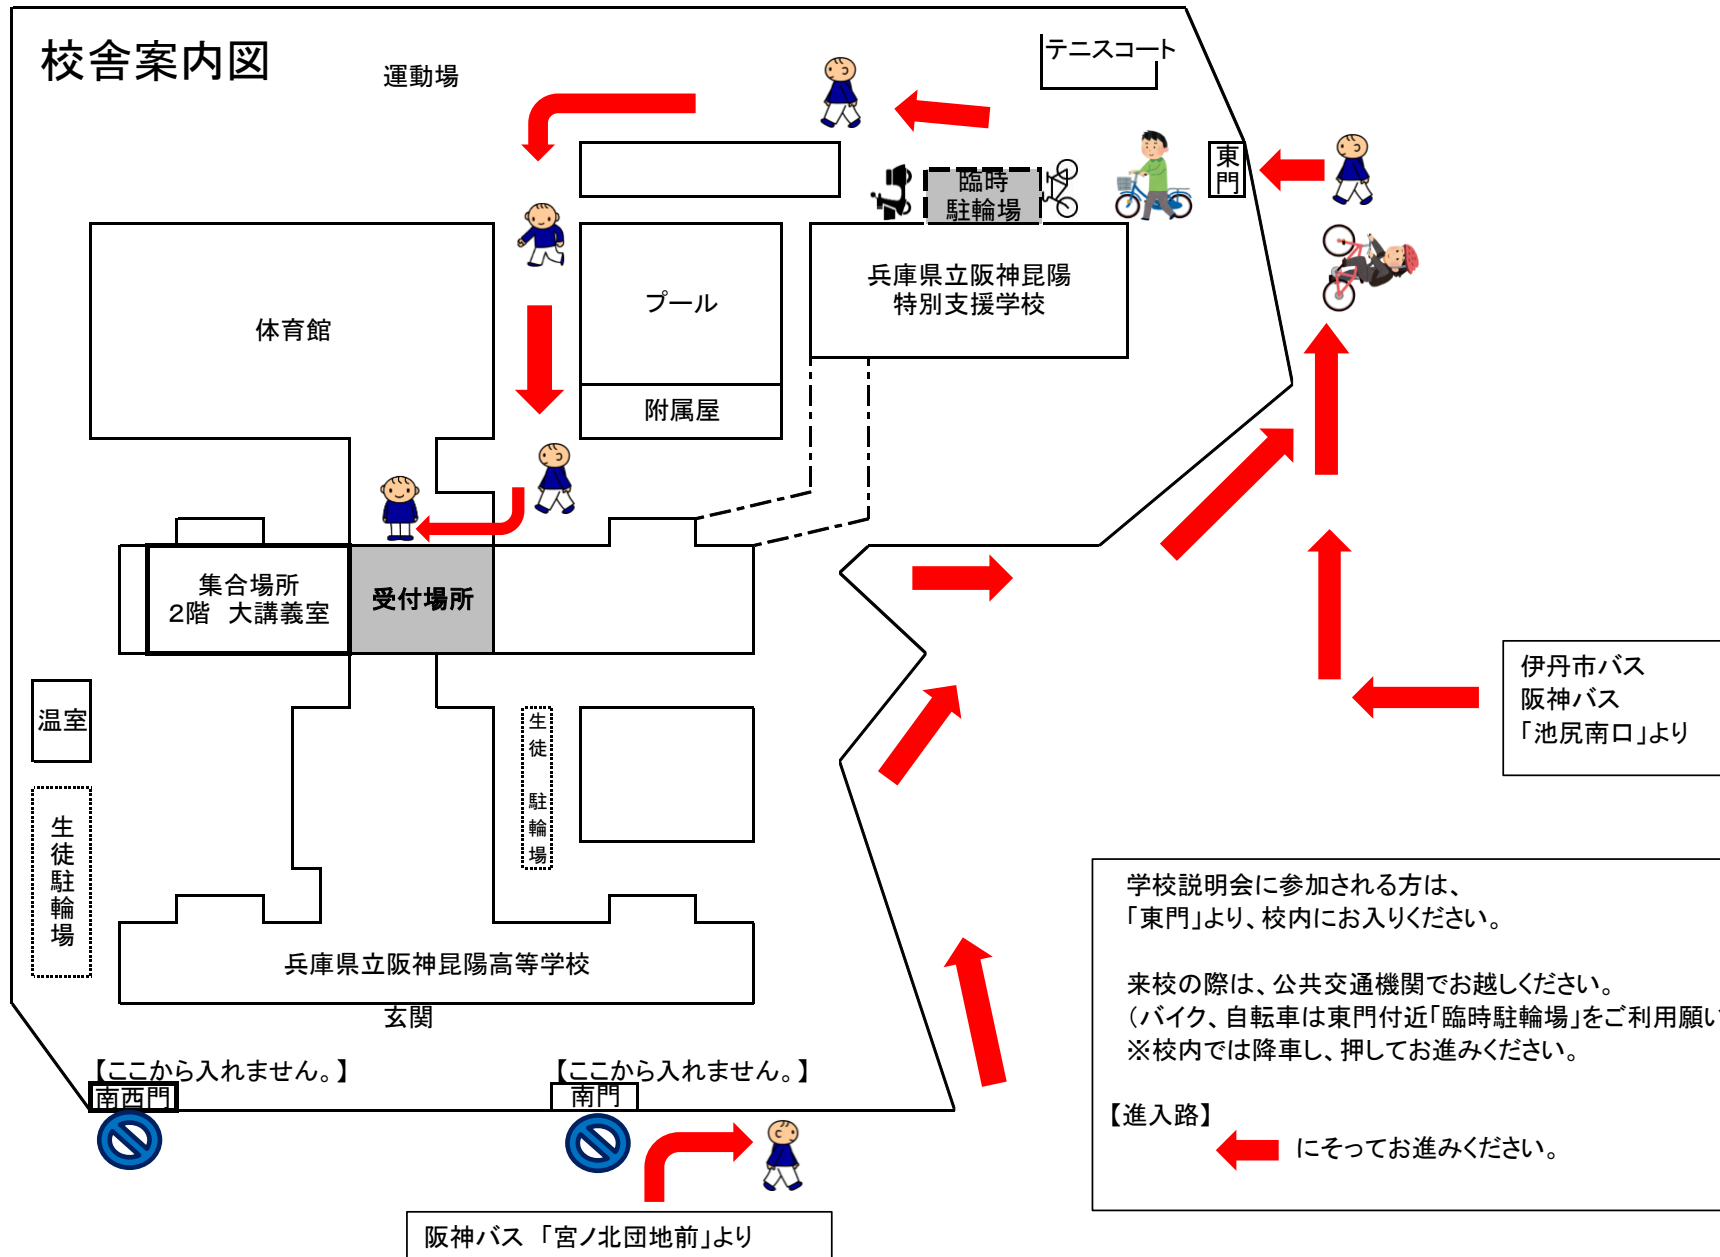 校舎案内図
運動場
テニスコート
東
門
臨時
駐輪場
兵庫県立阪神昆陽
特別支援学校
プール
体育館
附属屋
集合場所
2階　大講義室
受付場所
伊丹市バス
阪神バス
「池尻南口」より
温室
生徒　駐輪場
生徒駐輪場
学校説明会に参加される方は、
「東門」より、校内にお入りください。
来校の際は、公共交通機関でお越しください。
（バイク、自転車は東門付近「臨時駐輪場」をご利用願い
※校内では降車し、押してお進みください。
兵庫県立阪神昆陽高等学校
玄関
【ここから入れません。】
【ここから入れません。】
南西門
南門
【進入路】
にそってお進みください。
阪神バス　「宮ノ北団地前」より